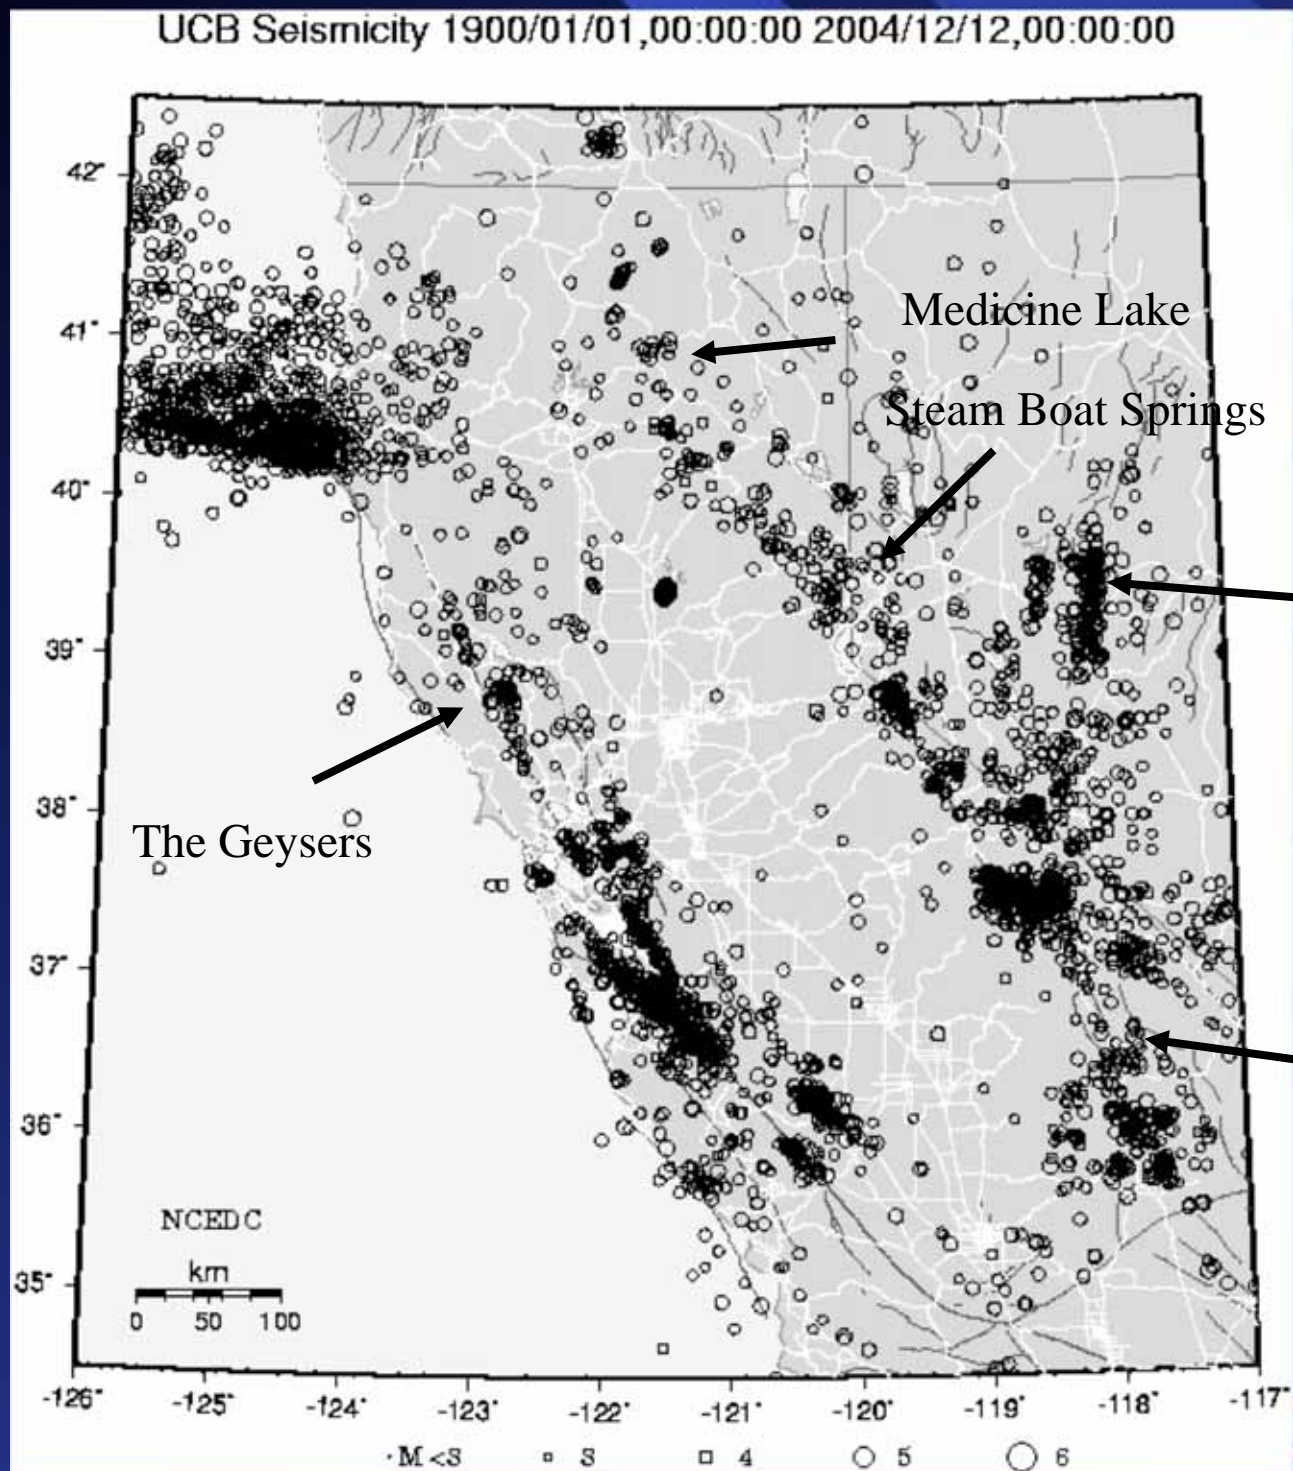 UCB Seismicity 1900/01/01,00:00:00 2004/12/12,00:00:00
42°
41°
40°
39°
38°
37°
36°
35°
Medicine Lake
Steam Boat Springs
The Geysers
NCEDC
km
0 50 100
-126° -125° -124° -123° -122° -121° -120° -119° -118° -117°
·M<S S 4 5 6